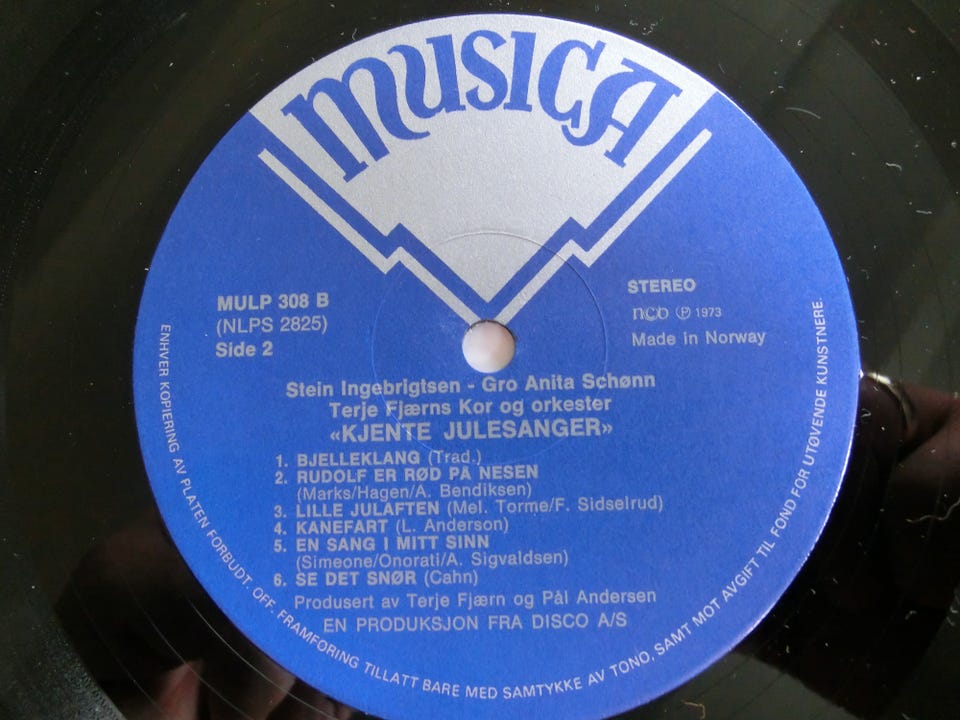 MUSICA
MULP 308 B
(NLPS 2825)
Side 2
STEREO
ncb Ⓟ 1973
Made in Norway
Stein Ingebrigtsen - Gro Anita Schønn
Terje Fjærns Kor og orkester
«KJENTE JULESANGER»
1. BJELLEKLANG (Trad.)
2. RUDOLF ER RØD PÅ NESEN
(Marks/Hagen/A. Bendiksen)
3. LILLE JULAFTEN (Mel. Torme/F. Sidselrud)
4. KANEFART (L. Anderson)
5. EN SANG I MITT SINN
(Simeone/Onorati/A. Sigvaldsen)
6. SE DET SNØR (Cahn)
Produsert av Terje Fjærn og Pål Andersen
EN PRODUKSJON FRA DISCO A/S
ENHVER KOPIERING AV PLATEN FORBUDT. OFF. FRAMFØRING TILLATT BARE MED SAMTYKKE AV TONO, SAMT MOT AVGIFT TIL FOND FOR UTØVENDE KUNSTNERE.